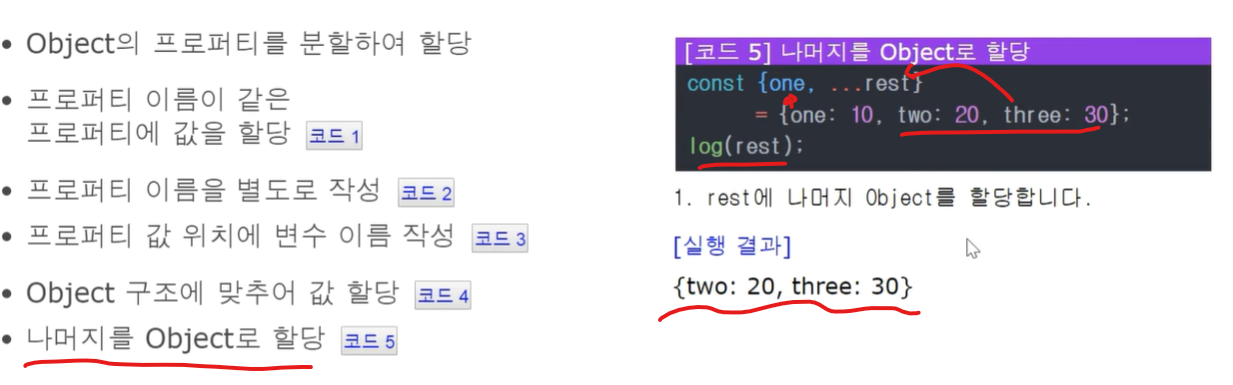 • Object의 프로퍼티를 분할하여 할당
• 프로퍼티 이름이 같은
프로퍼티에 값을 할당 코드 1
• 프로퍼티 이름을 별도로 작성 코드 2
• 프로퍼티 값 위치에 변수 이름 작성 코드 3
• Object 구조에 맞추어 값 할당 코드 4
• 나머지를 Object로 할당 코드 5
[코드 5] 나머지를 Object로 할당
const {one, ...rest}
= {one: 10, two: 20, three: 30};
log(rest);
1. rest에 나머지 Object를 할당합니다.
[실행 결과]
{two: 20, three: 30}